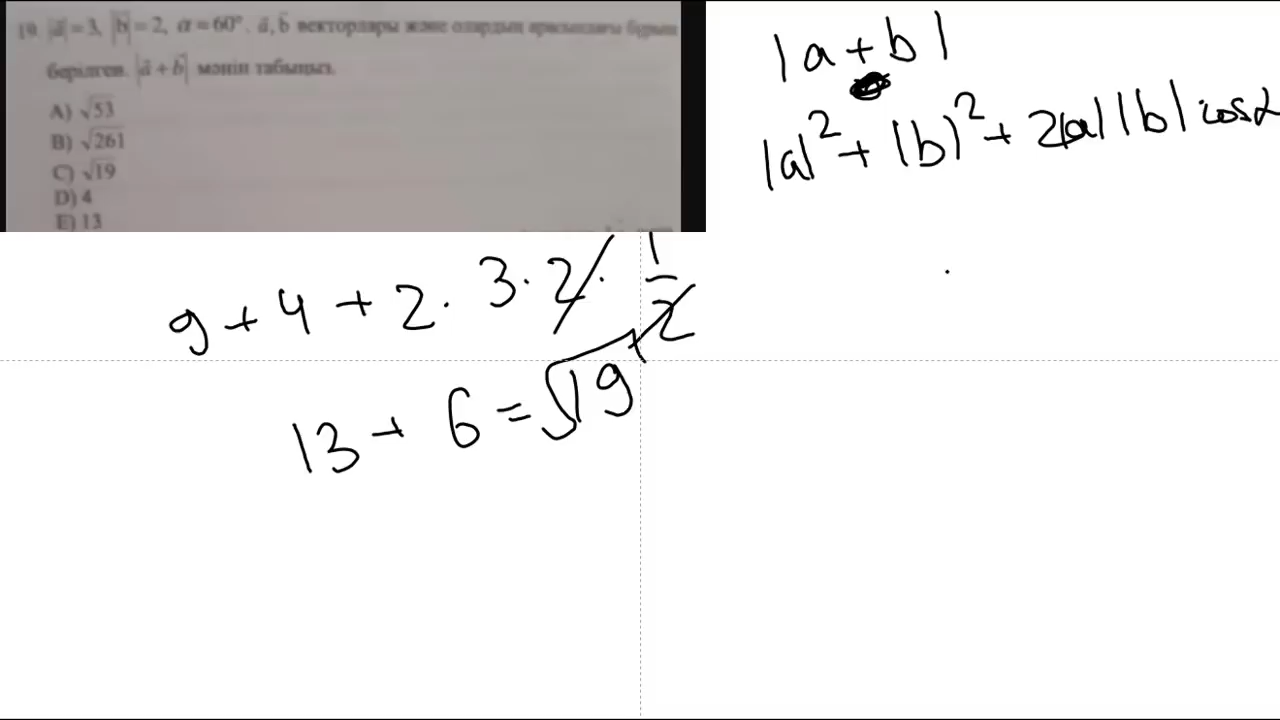 19. |a⃗| = 3, |b⃗| = 2, α = 60°. a⃗, b⃗ векторлары және олардың арасындағы бұрыш
берілген. |a⃗ + b⃗| мәнін табыңыз.
A) √53
B) √261
C) √19
D) 4
E) 13
|a + b|
|a|² + |b|² + 2|a||b| cosα
9 + 4 + 2 · 3 · 2 · 1/2
13 + 6 = √19